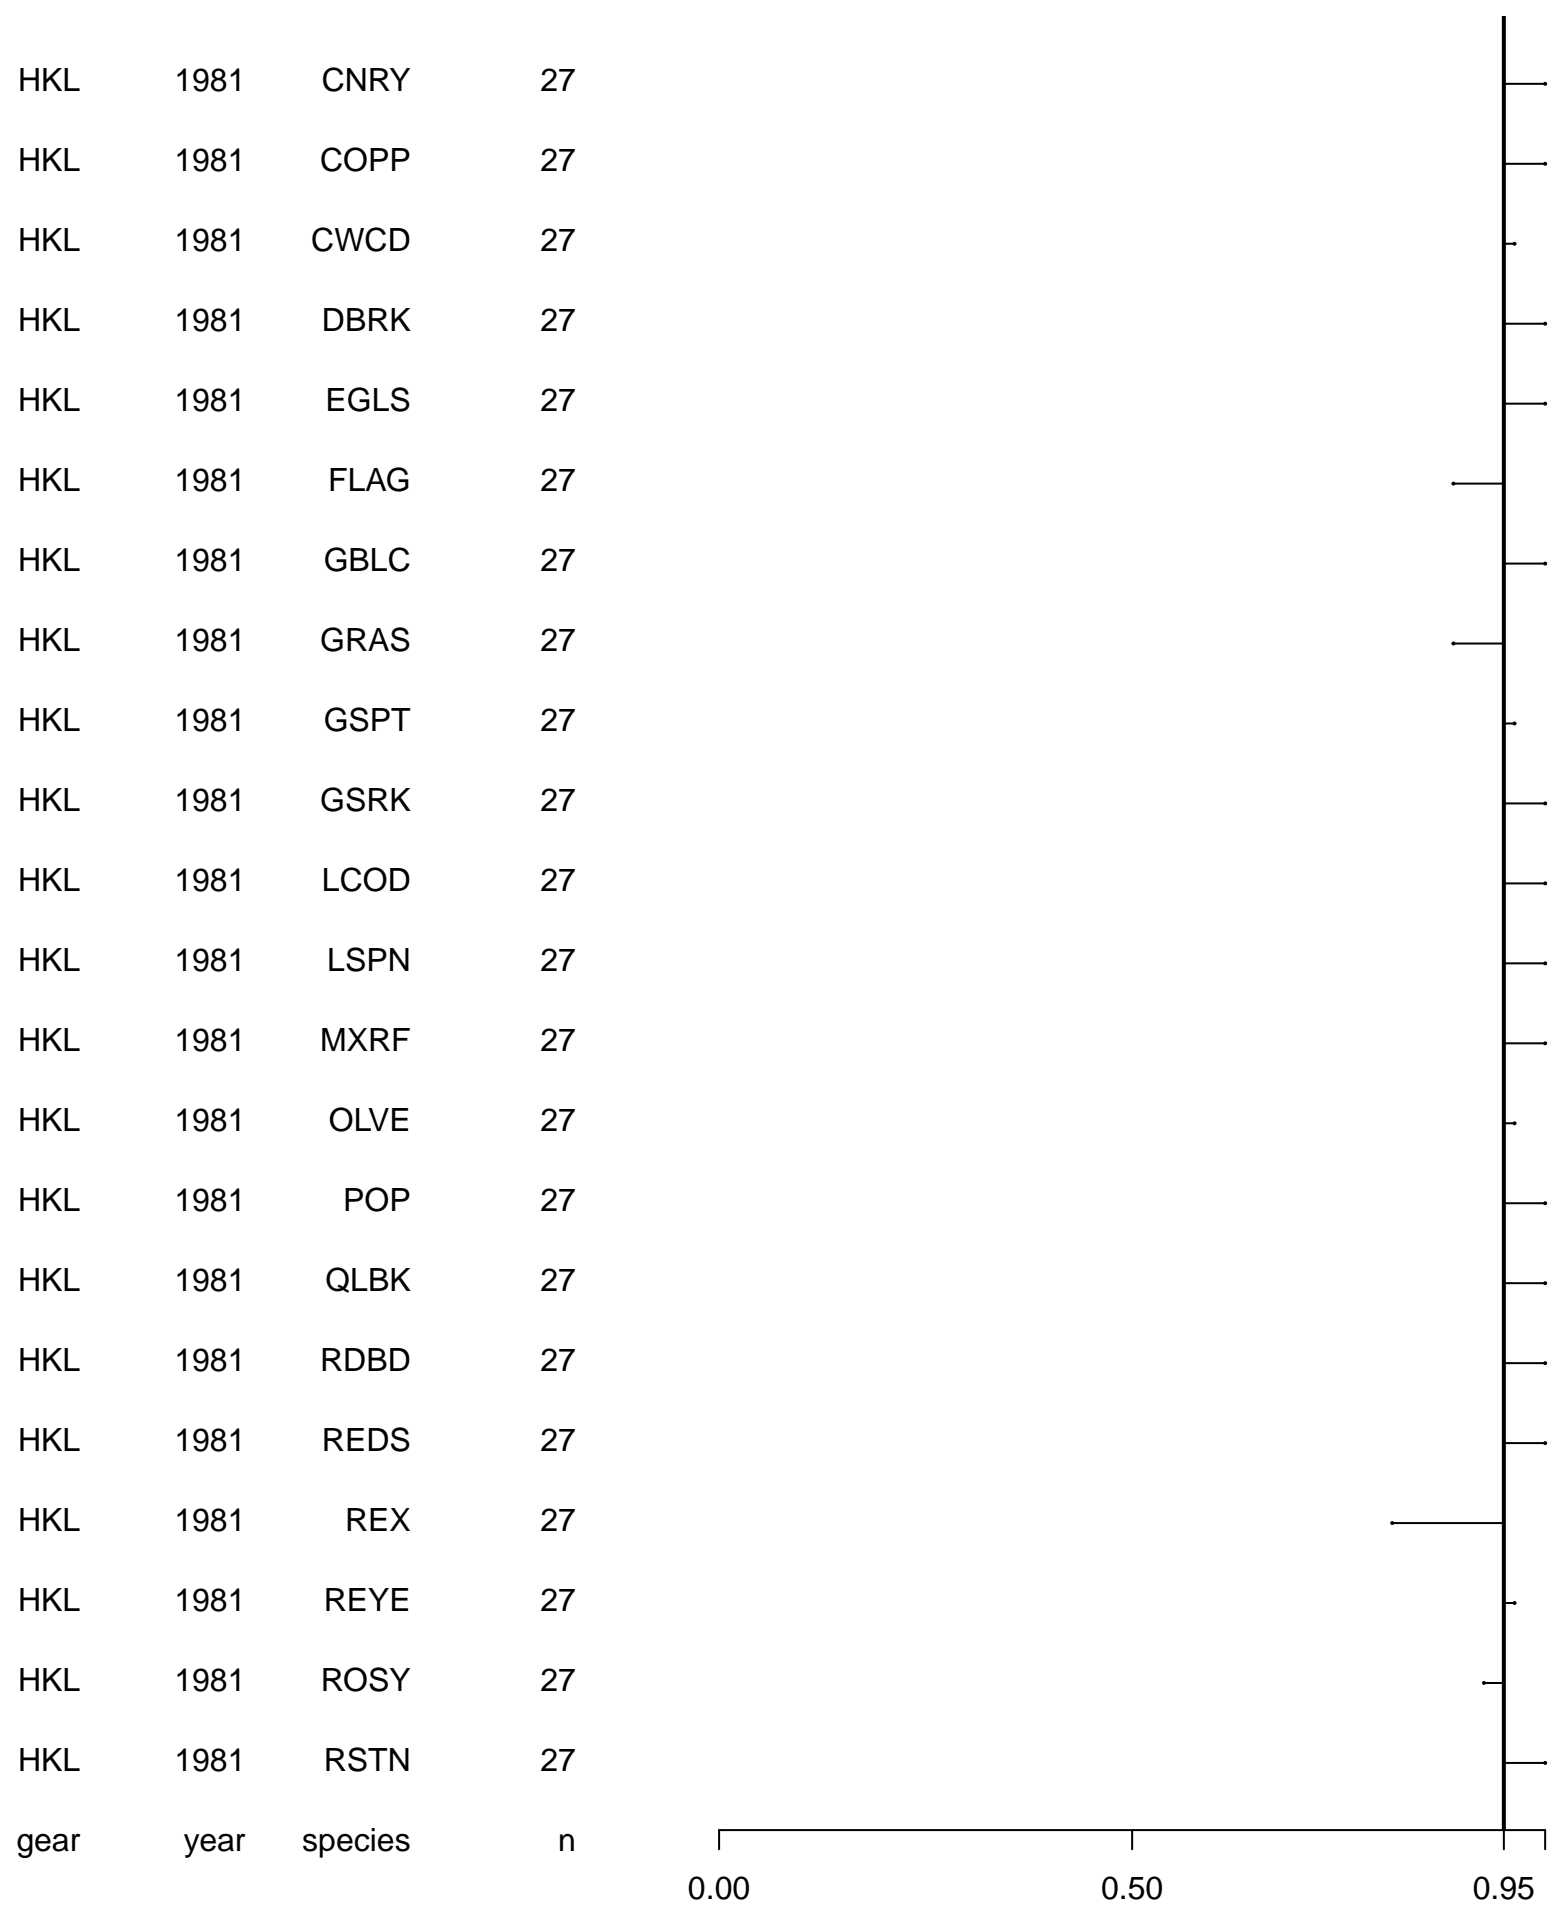 HKL 1981 CNRY 27
HKL 1981 COPP 27
HKL 1981 CWCD 27
HKL 1981 DBRK 27
HKL 1981 EGLS 27
HKL 1981 FLAG 27
HKL 1981 GBLC 27
HKL 1981 GRAS 27
HKL 1981 GSPT 27
HKL 1981 GSRK 27
HKL 1981 LCOD 27
HKL 1981 LSPN 27
HKL 1981 MXRF 27
HKL 1981 OLVE 27
HKL 1981 POP 27
HKL 1981 QLBK 27
HKL 1981 RDBD 27
HKL 1981 REDS 27
HKL 1981 REX 27
HKL 1981 REYE 27
HKL 1981 ROSY 27
HKL 1981 RSTN 27
gear year species n
0.00 0.50 0.95